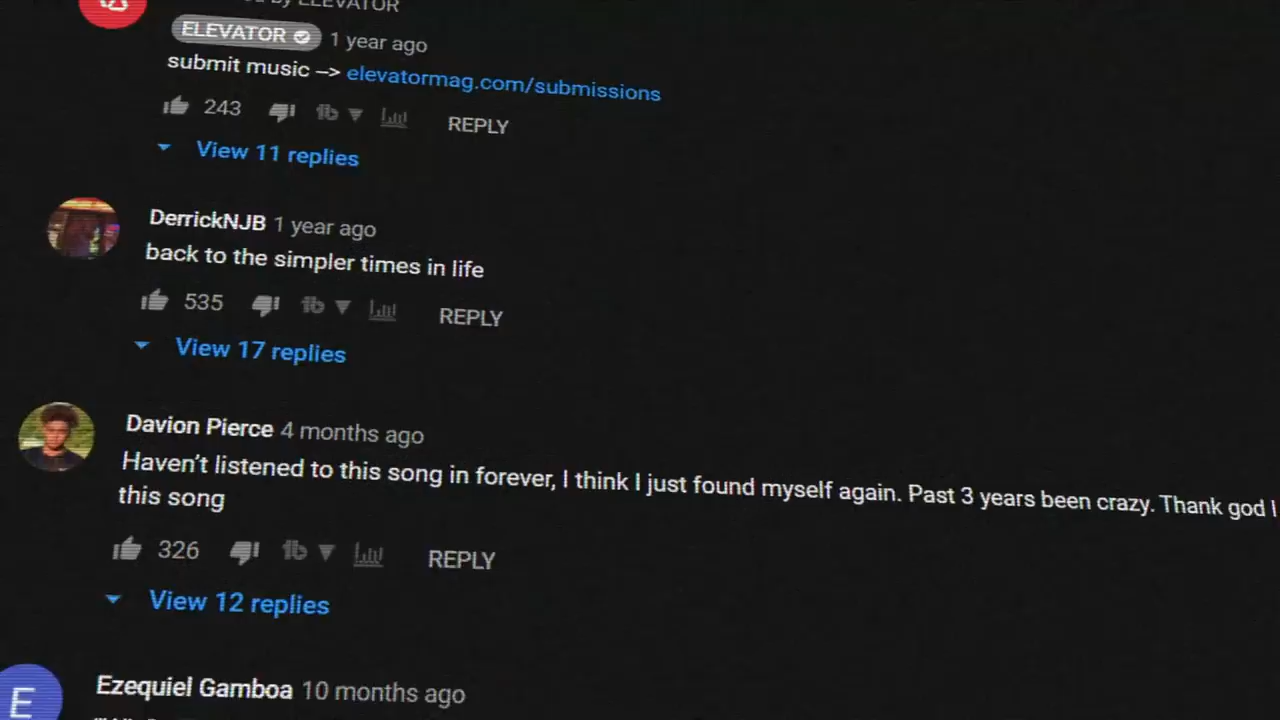 by ELEVATOR
ELEVATOR 1 year ago
submit music —> elevatormag.com/submissions
243 REPLY
View 11 replies
DerrickNJB 1 year ago
back to the simpler times in life
535 REPLY
View 17 replies
Davion Pierce 4 months ago
Haven't listened to this song in forever, I think I just found myself again. Past 3 years been crazy. Thank god I
this song
326 REPLY
View 12 replies
E Ezequiel Gamboa 10 months ago